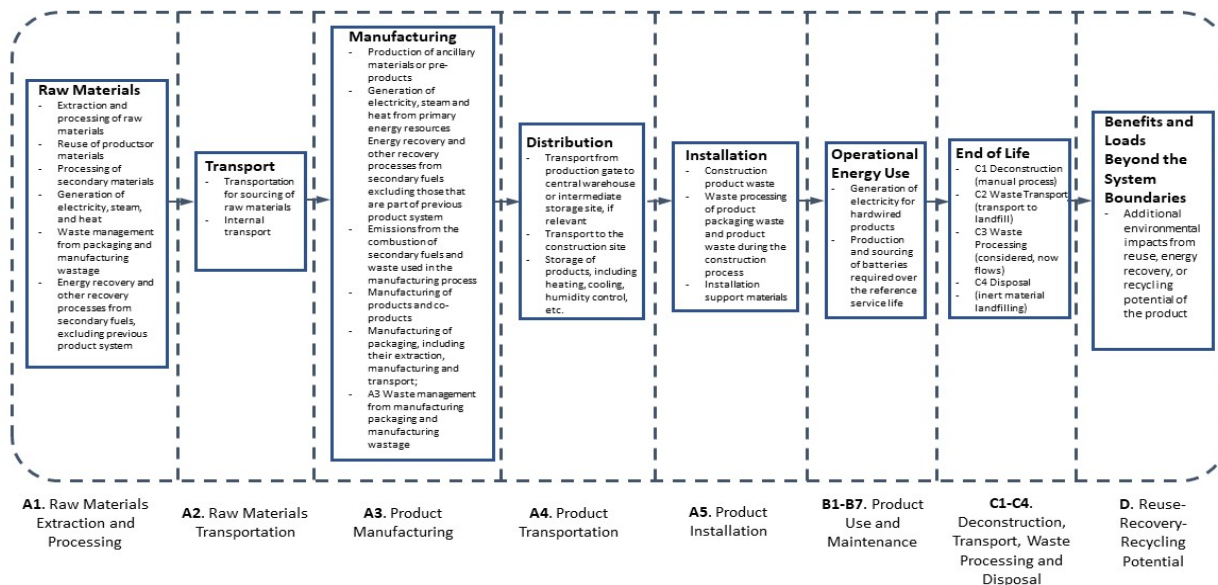 Raw Materials
- Extraction and
processing of raw
materials
- Reuse of productsor
materials
- Processing of
secondary materials
- Generation of
electricity, steam,
and heat
- Waste management
from packaging and
manufacturing
wastage
- Energy recovery and
other recovery
processes from
secondary fuels,
excluding previous
product system
Transport
- Transportation
for sourcing of
raw materials
- Internal
transport
Manufacturing
- Production of ancillary
materials or pre-
products
- Generation of
electricity, steam and
heat from primary
energy resources
Energy recovery and
other recovery
processes from
secondary fuels
excluding those that
are part of previous
product system
- Emissions from the
combustion of
secondary fuels and
waste used in the
manufacturing process
- Manufacturing of
products and co-
products
- Manufacturing of
packaging, including
their extraction,
manufacturing and
transport;
- A3 Waste management
from manufacturing
packaging and
manufacturing
wastage
Distribution
- Transport from
production gate to
central warehouse
or intermediate
storage site, if
relevant
- Transport to the
construction site
- Storage of
products, including
heating, cooling,
humidity control,
etc.
Installation
- Construction
product waste
- Waste
processing of
product
packaging waste
and product
waste during the
construction
process
- Installation
support materials
Operational
Energy Use
- Generation of
electricity for
hardwired
products
- Production
and sourcing of
batteries
required over
the reference
service life
End of Life
- C1 Deconstruction
(manual process)
- C2 Waste Transport
(transport to
landfill)
- C3 Waste
Processing
(considered, now
flows)
- C4 Disposal
- (inert material
landfilling)
Benefits and
Loads
Beyond the
System
Boundaries
- Additional
environmental
impacts from
reuse, energy
recovery, or
recycling
potential of
the product
A1. Raw Materials
Extraction and
Processing
A2. Raw Materials
Transportation
A3. Product
Manufacturing
A4. Product
Transportation
A5. Product
Installation
B1-B7. Product
Use and
Maintenance
C1-C4.
Deconstruction,
Transport, Waste
Processing and
Disposal
D. Reuse-
Recovery-
Recycling
Potential